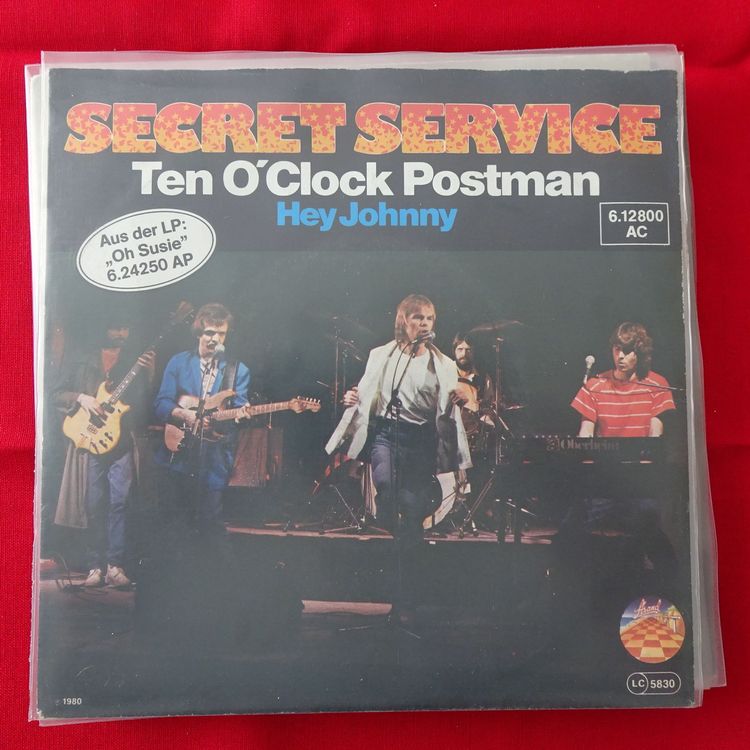 SECRET SERVICE
Ten O´Clock Postman
Hey Johnny
6.12800
AC
Aus der LP:
„Oh Susie”
6.24250 AP
Oberheim
Strand
LC 5830
1980